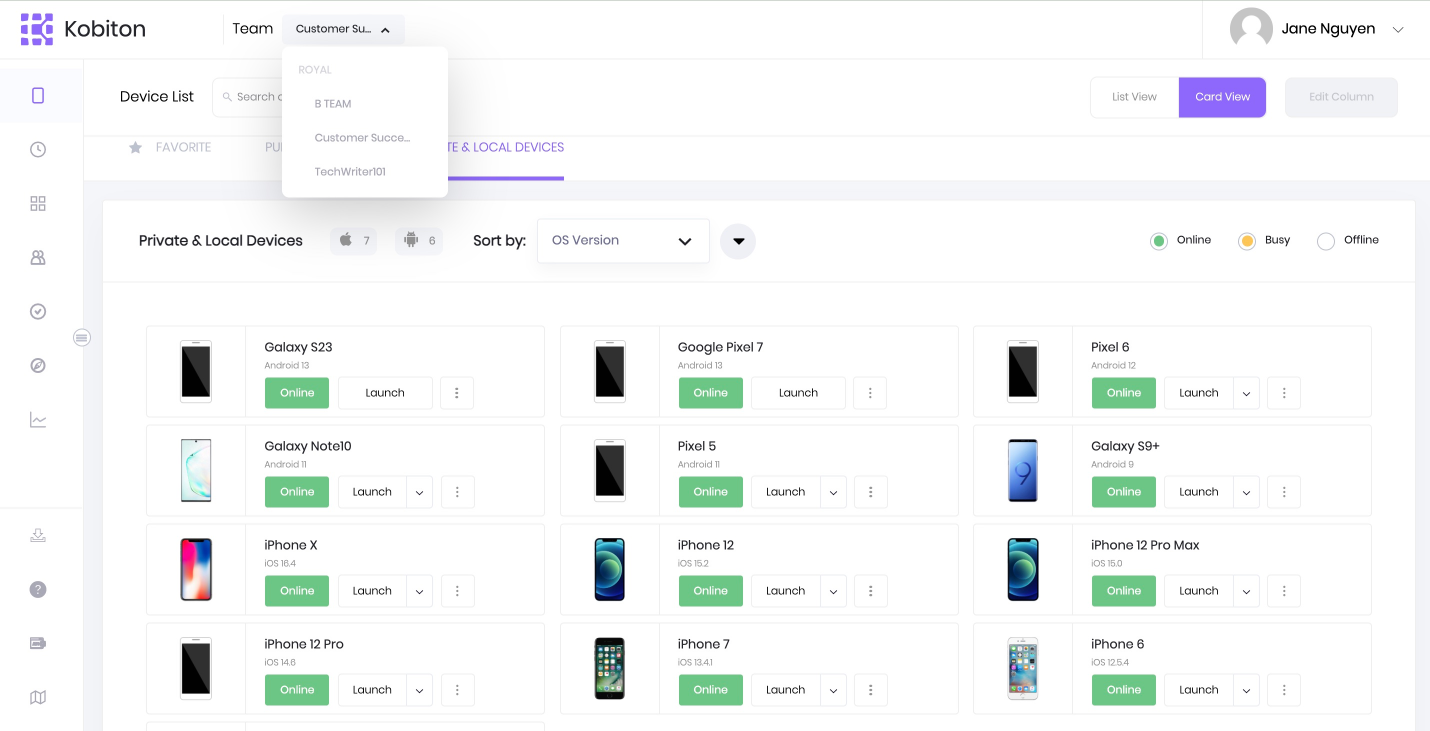 Kobiton
Team Customer Su...
Jane Nguyen
ROYAL
B TEAM
Customer Succe...
TechWriter101
Device List
Search
List View
Card View
Edit Column
FAVORITE
& LOCAL DEVICES
Private & Local Devices
7
6
Sort by:
OS Version
Online
Busy
Offline
Galaxy S23
Android 13
Online
Launch
Google Pixel 7
Android 13
Online
Launch
Pixel 6
Android 12
Online
Launch
Galaxy Note10
Android 11
Online
Launch
Pixel 5
Android 11
Online
Launch
Galaxy S9+
Android 9
Online
Launch
iPhone X
iOS 16.4
Online
Launch
iPhone 12
iOS 15.2
Online
Launch
iPhone 12 Pro Max
iOS 15.0
Online
Launch
iPhone 12 Pro
iOS 14.6
Online
Launch
iPhone 7
iOS 13.4.1
Online
Launch
iPhone 6
iOS 12.5.4
Online
Launch